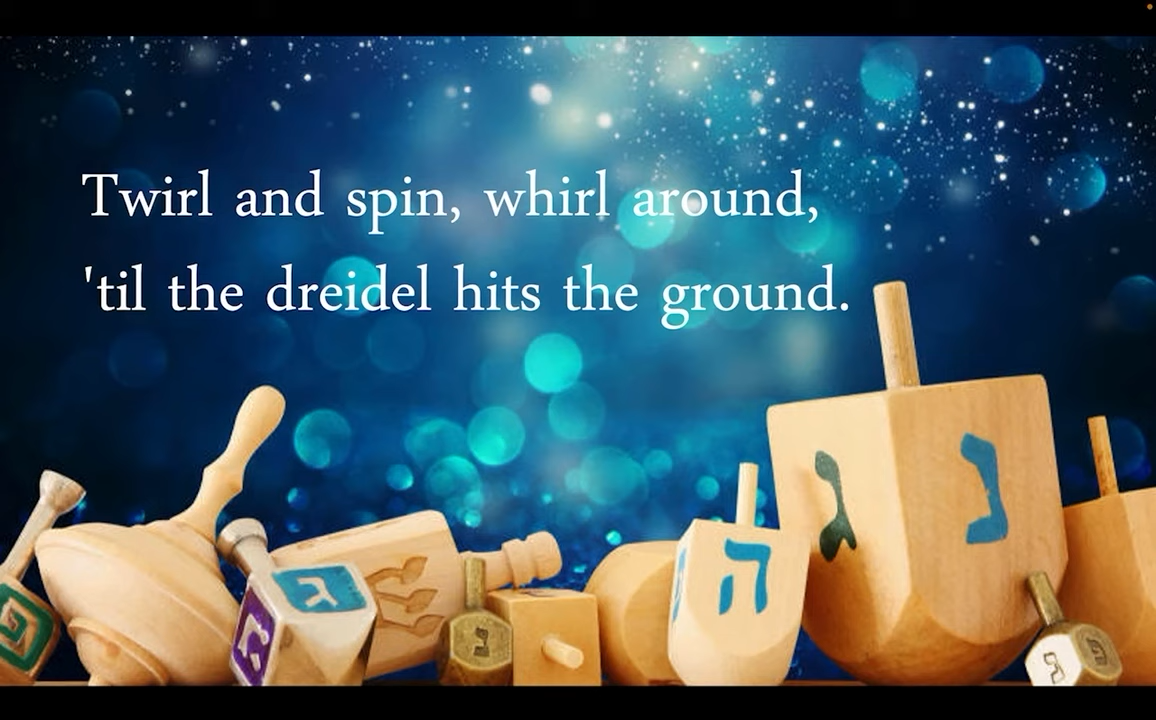 Twirl and spin, whirl around,
'til the dreidel hits the ground.
פ
ג
נ
ש
ה
ג
נ